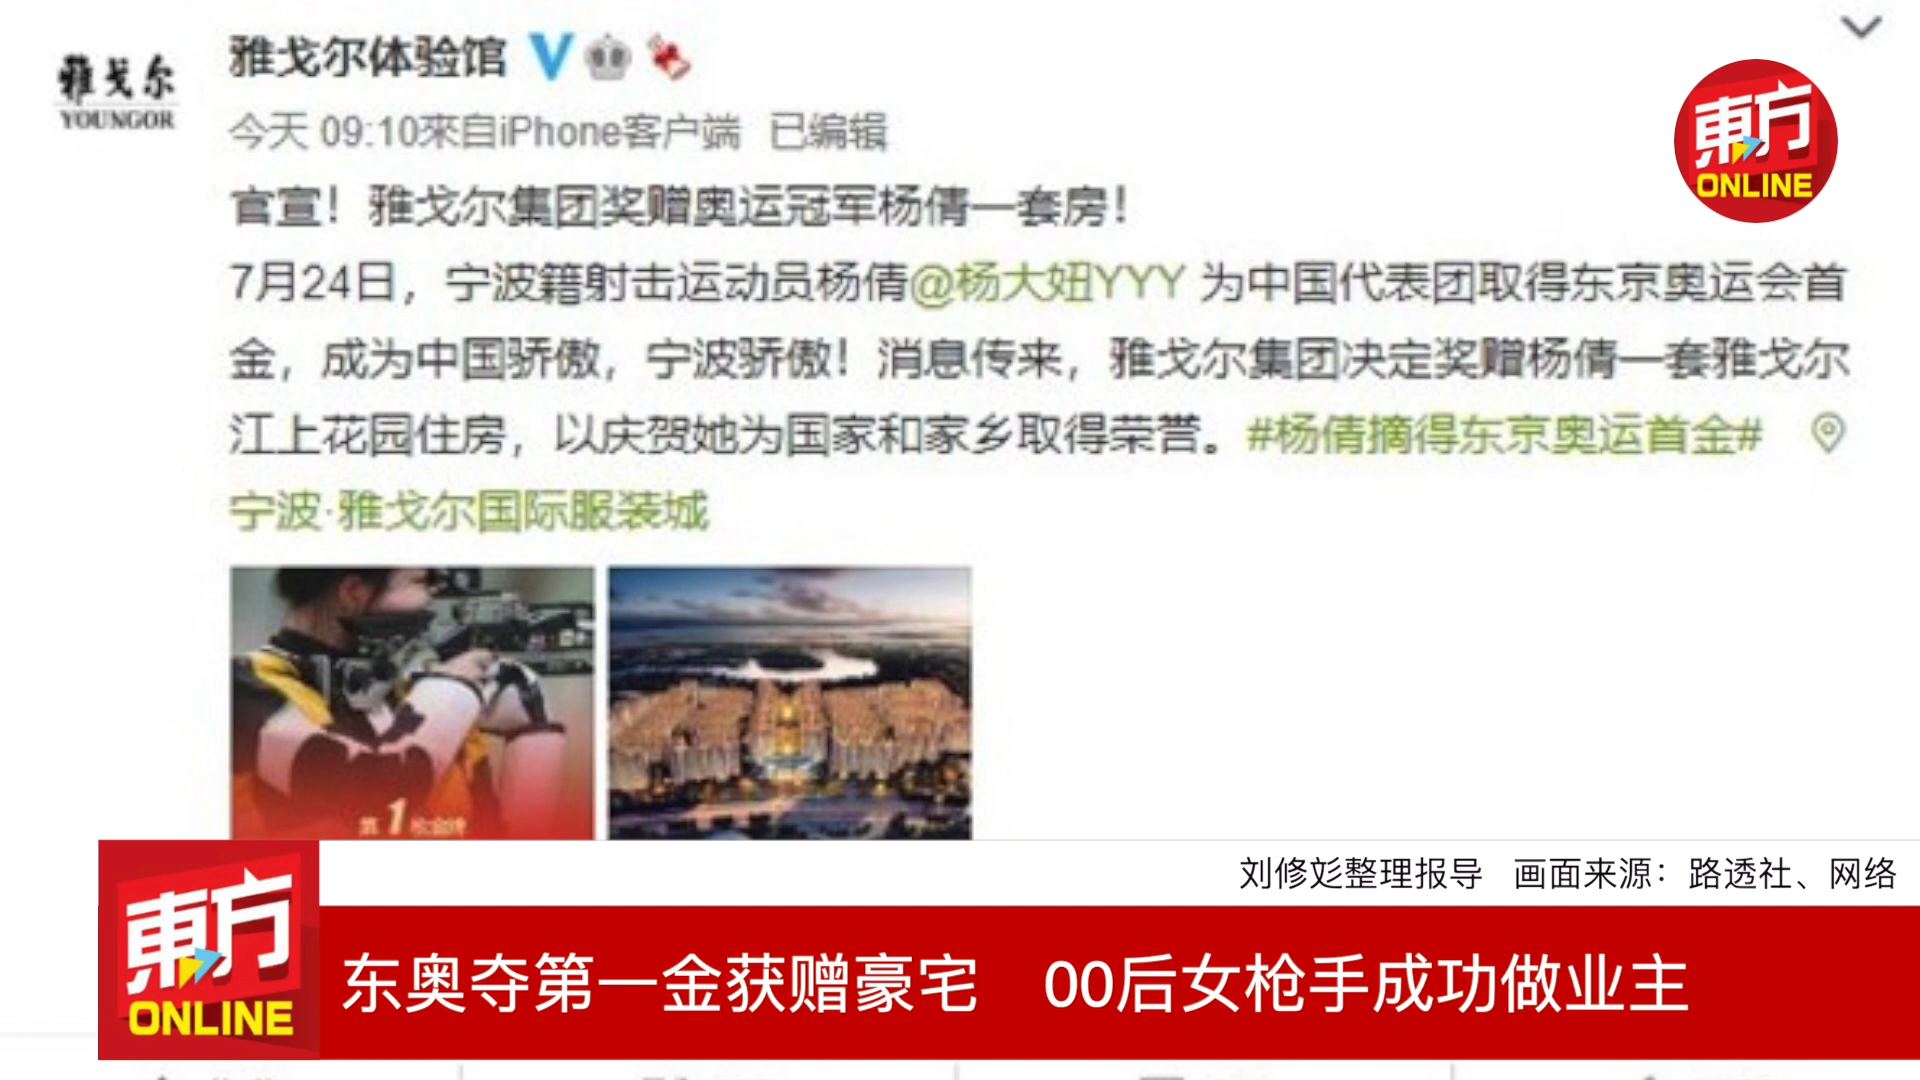 雅戈尔
YOUNGOR
雅戈尔体验馆
今天 09:10來自iPhone客户端 已编辑
官宣！雅戈尔集团奖赠奥运冠军杨倩一套房！
7月24日，宁波籍射击运动员杨倩@杨大妞YYY 为中国代表团取得东京奥运会首
金，成为中国骄傲，宁波骄傲！消息传来，雅戈尔集团决定奖赠杨倩一套雅戈尔
江上花园住房，以庆贺她为国家和家乡取得荣誉。#杨倩摘得东京奥运首金#
宁波·雅戈尔国际服装城
東方
ONLINE
第1枚金牌
刘修彣整理报导 画面来源：路透社、网络
東方
ONLINE
东奥夺第一金获赠豪宅 00后女枪手成功做业主